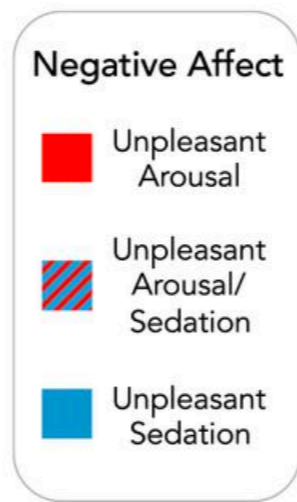 Negative Affect
Unpleasant
Arousal
Unpleasant
Arousal/
Sedation
Unpleasant
Sedation